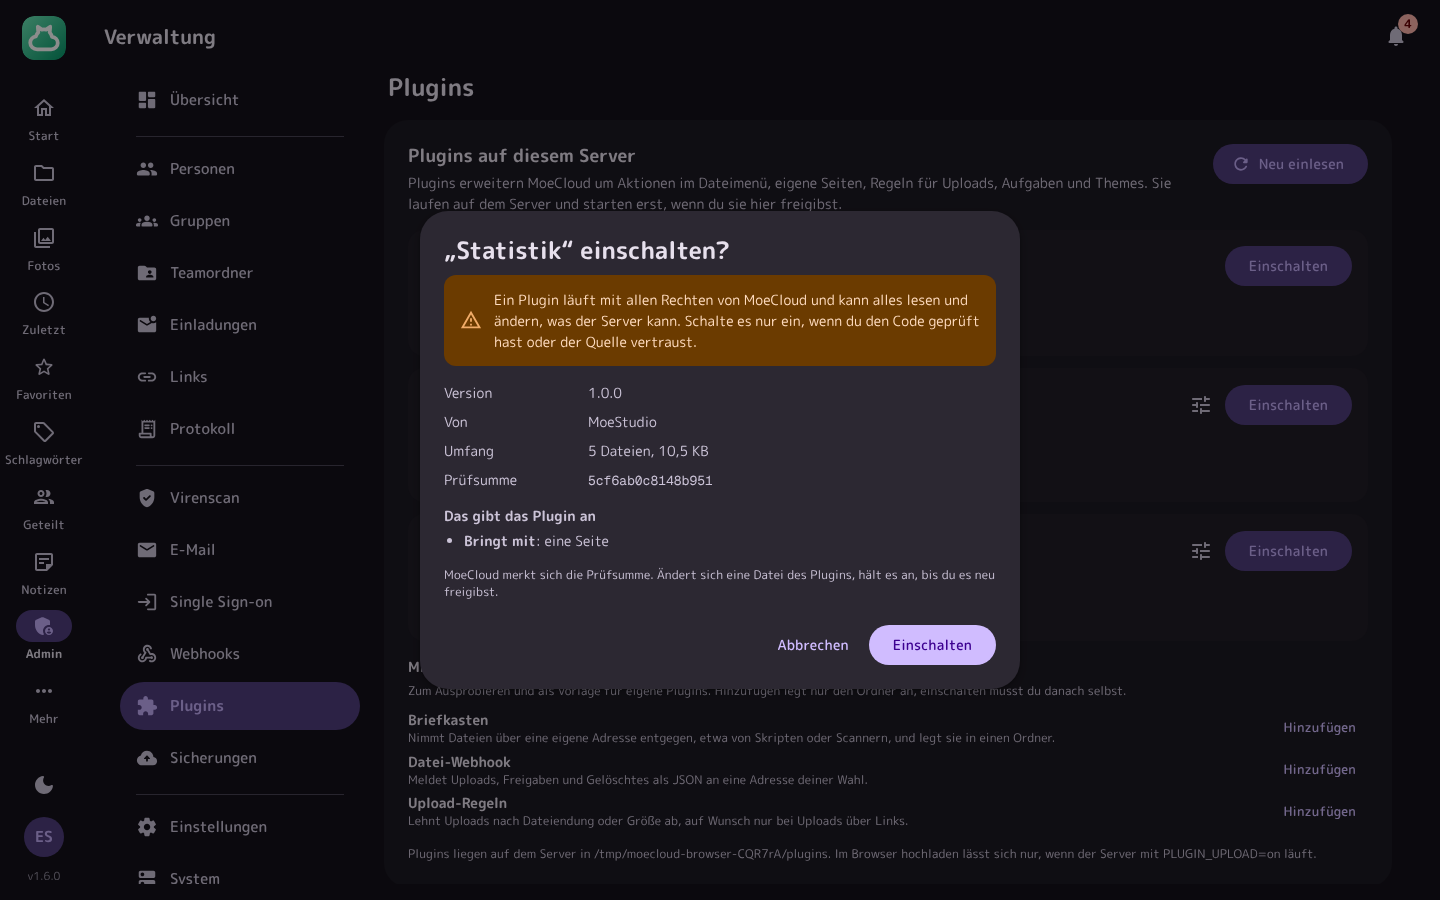 Verwaltung
4
Start
Dateien
Fotos
Zuletzt
Favoriten
Schlagwörter
Geteilt
Notizen
Admin
Mehr
ES
v1.6.0
Übersicht
Personen
Gruppen
Teamordner
Einladungen
Links
Protokoll
Virenscan
E-Mail
Single Sign-on
Webhooks
Plugins
Sicherungen
Einstellungen
System
Plugins
Plugins auf diesem Server
Plugins erweitern MoeCloud um Aktionen im Dateimenü, eigene Seiten, Regeln für Uploads, Aufgaben und Themes. Sie
laufen auf dem Server und starten erst, wenn du sie hier freigibst.
Neu einlesen
Einschalten
Einschalten
Einschalten
„Statistik“ einschalten?
Ein Plugin läuft mit allen Rechten von MoeCloud und kann alles lesen und
ändern, was der Server kann. Schalte es nur ein, wenn du den Code geprüft
hast oder der Quelle vertraust.
Version 1.0.0
Von MoeStudio
Umfang 5 Dateien, 10,5 KB
Prüfsumme 5cf6ab0c8148b951
Das gibt das Plugin an
• Bringt mit: eine Seite
MoeCloud merkt sich die Prüfsumme. Ändert sich eine Datei des Plugins, hält es an, bis du es neu
freigibst.
Abbrechen
Einschalten
Zum Ausprobieren und als Vorlage für eigene Plugins. Hinzufügen legt nur den Ordner an, einschalten musst du danach selbst.
Briefkasten
Nimmt Dateien über eine eigene Adresse entgegen, etwa von Skripten oder Scannern, und legt sie in einen Ordner.
Hinzufügen
Datei-Webhook
Meldet Uploads, Freigaben und Gelöschtes als JSON an eine Adresse deiner Wahl.
Hinzufügen
Upload-Regeln
Lehnt Uploads nach Dateiendung oder Größe ab, auf Wunsch nur bei Uploads über Links.
Hinzufügen
Plugins liegen auf dem Server in /tmp/moecloud-browser-CQR7rA/plugins. Im Browser hochladen lässt sich nur, wenn der Server mit PLUGIN_UPLOAD=on läuft.